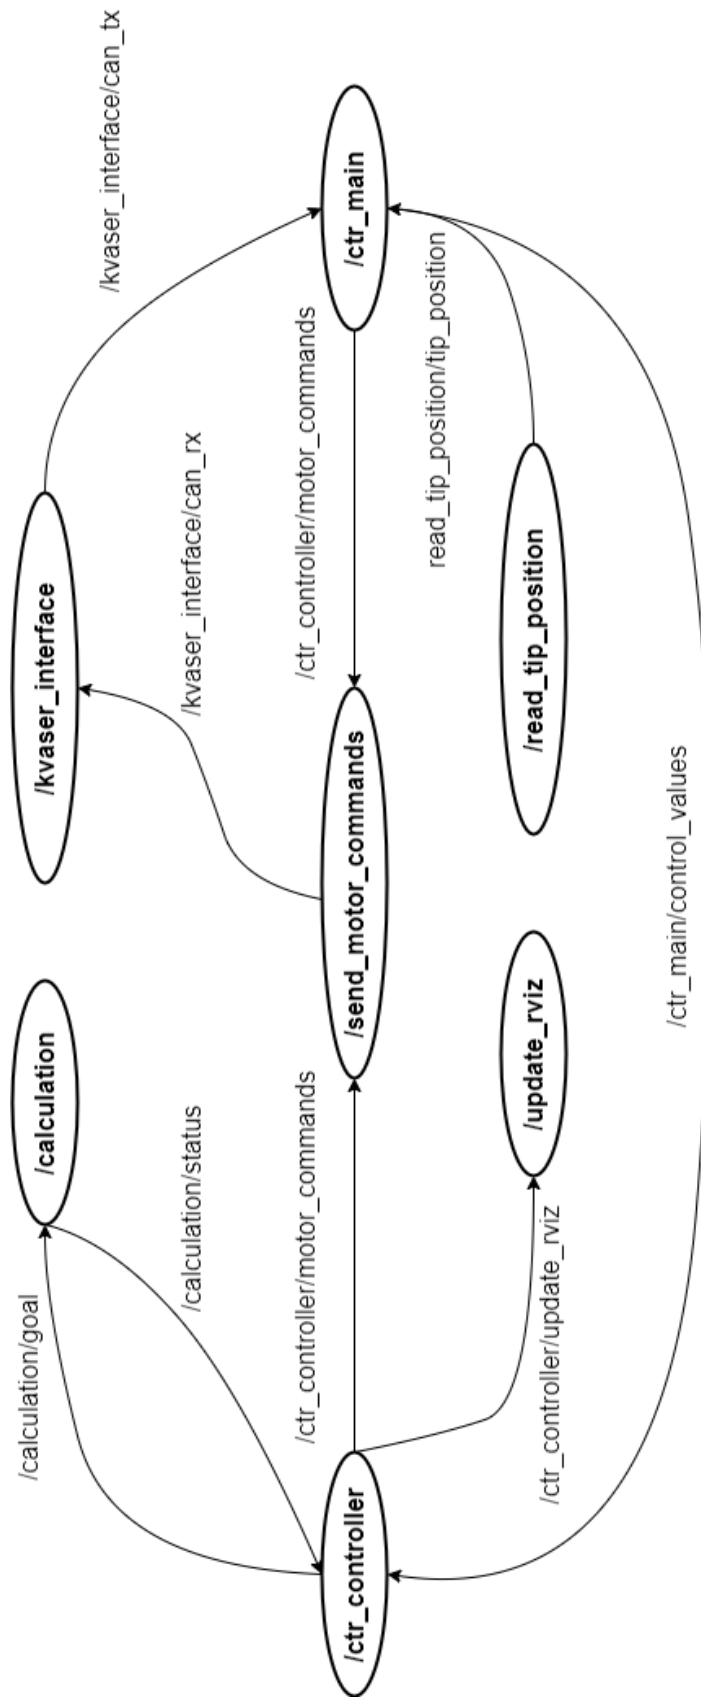 /calculation/goal
/calculation
/kvaser_interface
/kvaser_interface/can_tx
/calculation/status
/kvaser_interface/can_rx
/ctr_controller/motor_commands
/ctr_controller/motor_commands
/ctr_controller
/send_motor_commands
/ctr_main
read_tip_position/tip_position
/ctr_controller/update_rviz
/update_rviz
/read_tip_position
/ctr_main/control_values